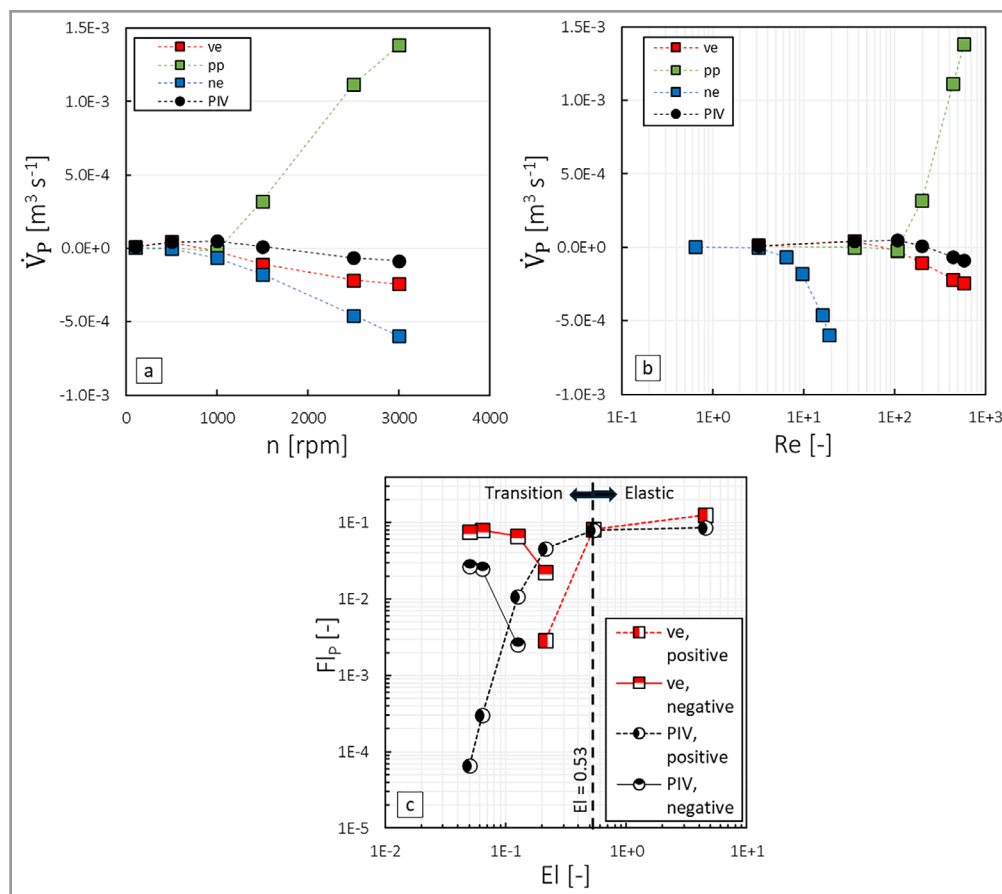 1.5E-3
1.0E-3
5.0E-4
0.0E+0
-5.0E-4
-1.0E-3
V̇P [m³ s⁻¹]
ve
pp
ne
PIV
a
0
1000
2000
3000
4000
n [rpm]
1.5E-3
1.0E-3
5.0E-4
0.0E+0
-5.0E-4
-1.0E-3
V̇P [m³ s⁻¹]
ve
pp
ne
PIV
b
1E-1
1E+0
1E+1
1E+2
1E+3
Re [-]
Transition
Elastic
1E-1
1E-2
1E-3
1E-4
1E-5
FlP [-]
ve,
positive
ve,
negative
PIV,
positive
PIV,
negative
El = 0.53
c
1E-2
1E-1
1E+0
1E+1
El [-]